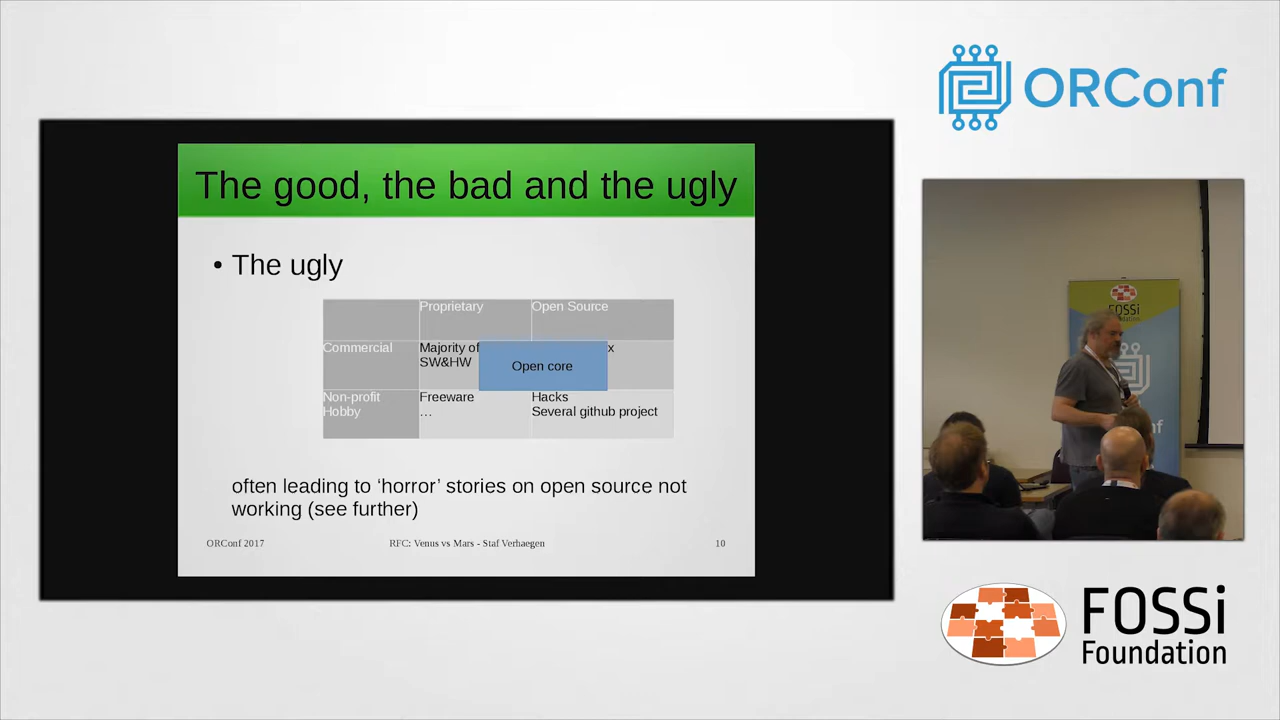 ORConf
The good, the bad and the ugly
• The ugly
Proprietary Open Source
Commercial Majority of x
SW&HW
Open core
Non-profit Freeware Hacks
Hobby … Several github project
often leading to ‘horror’ stories on open source not
working (see further)
ORConf 2017 RFC: Venus vs Mars - Staf Verhaegen 10
FOSSi
Foundation
FOSSi
Foundation